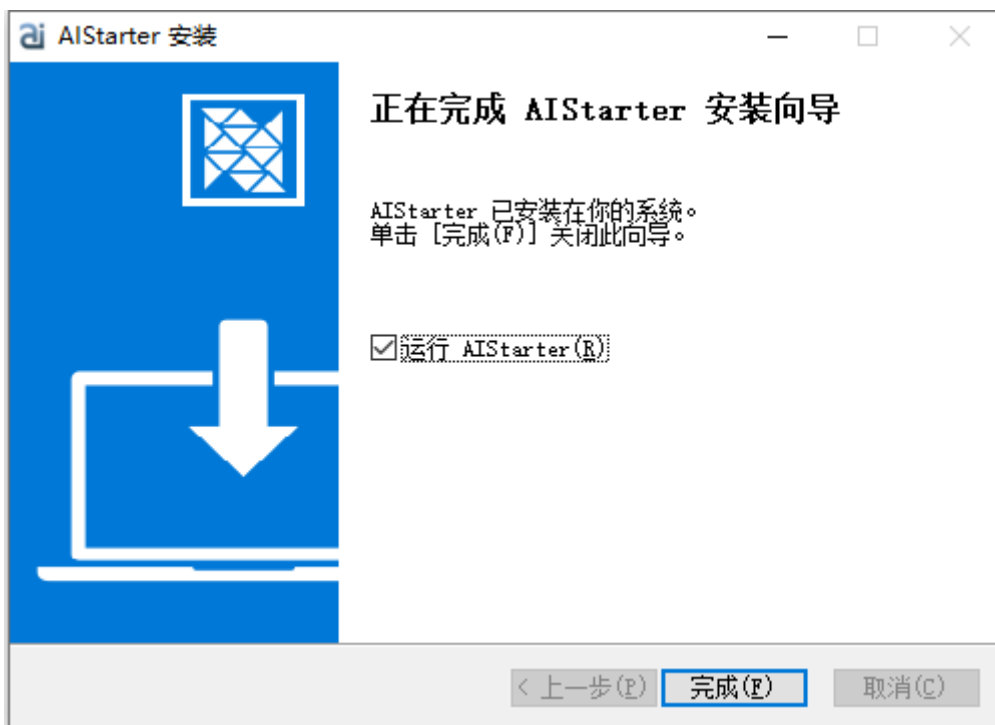 ai AIStarter 安装
正在完成 AIStarter 安装向导
AIStarter 已安装在你的系统。
单击 [完成(F)] 关闭此向导。
运行 AIStarter(R)
< 上一步(P)
完成(F)
取消(C)